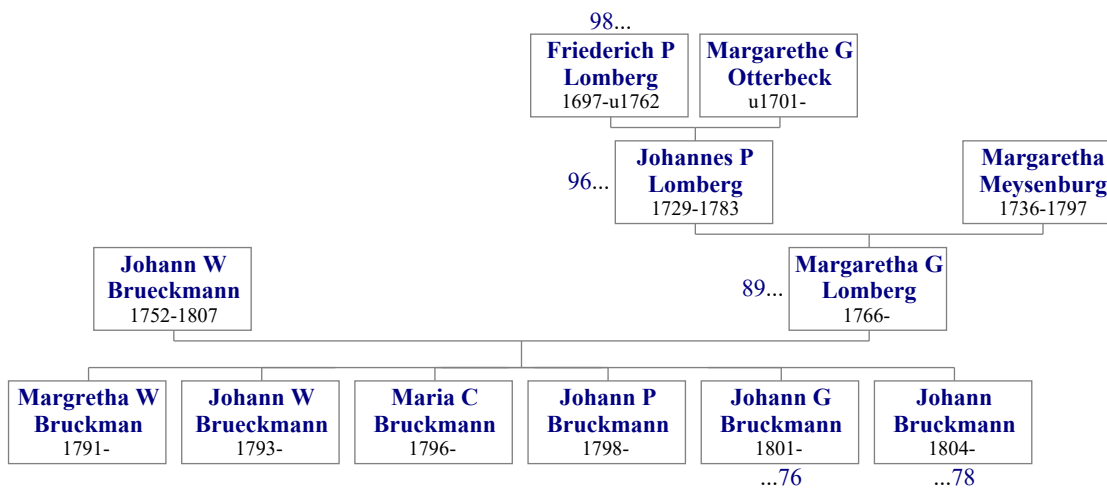 98...
Friederich P
Lomberg
1697-u1762
Margarethe G
Otterbeck
u1701-
96...
Johannes P
Lomberg
1729-1783
Margaretha
Meysenburg
1736-1797
Johann W
Brueckmann
1752-1807
89...
Margaretha G
Lomberg
1766-
Margretha W
Bruckman
1791-
Johann W
Brueckmann
1793-
Maria C
Bruckmann
1796-
Johann P
Bruckmann
1798-
Johann G
Bruckmann
1801-
...76
Johann
Bruckmann
1804-
...78